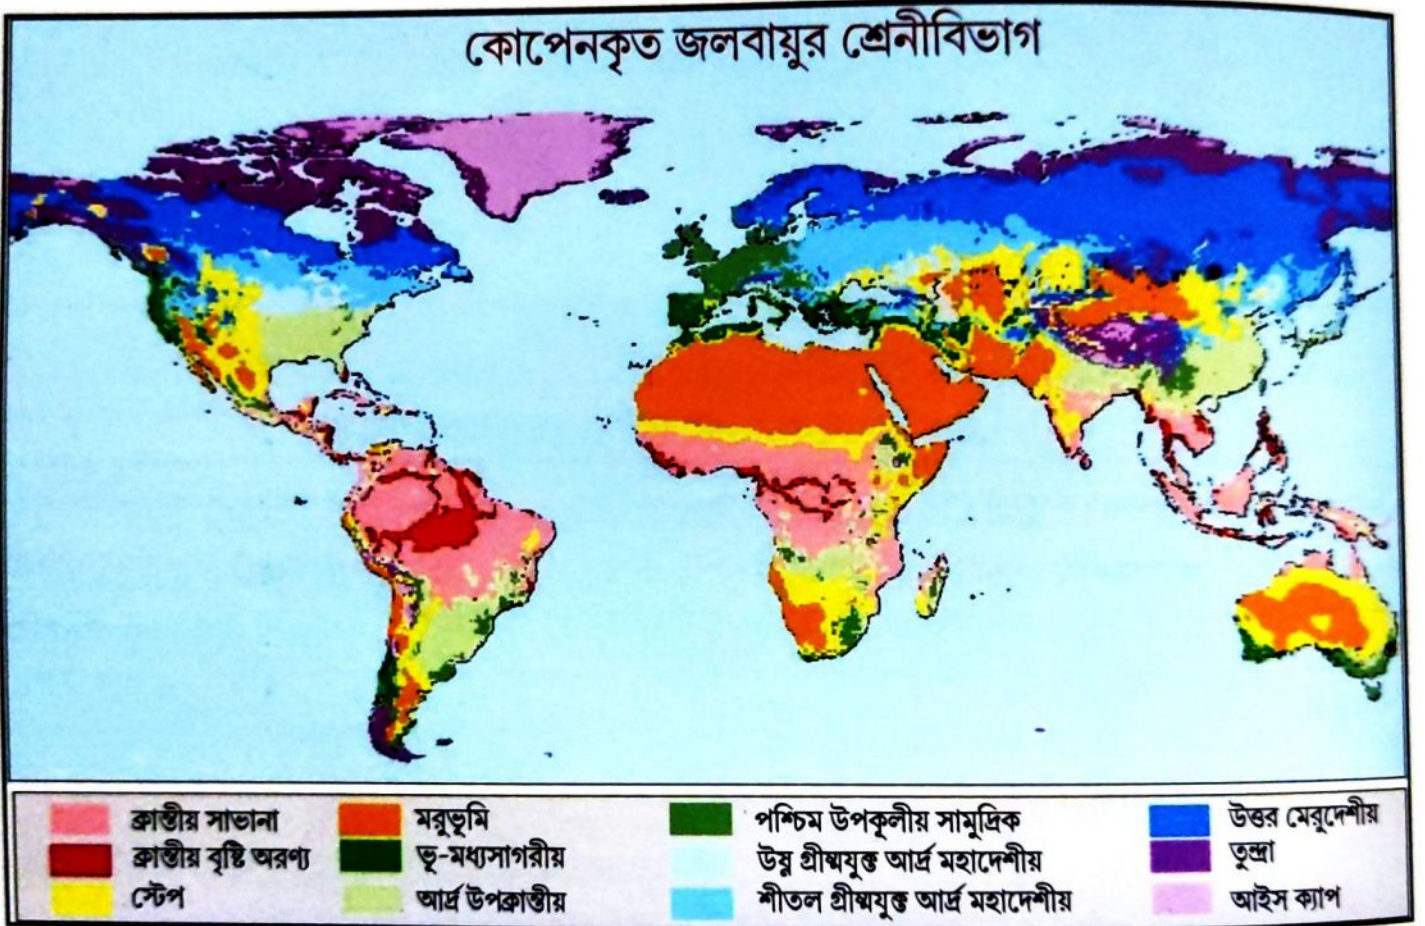 কোপেনকৃত জলবায়ুর শ্রেনীবিভাগ
ক্রান্তীয় সাভানা
ক্রান্তীয় বৃষ্টি অরণ্য
স্টেপ
মরুভূমি
ভূ-মধ্যসাগরীয়
আর্দ্র উপক্রান্তীয়
পশ্চিম উপকূলীয় সামুদ্রিক
উষ্ণ গ্রীষ্মযুক্ত আর্দ্র মহাদেশীয়
শীতল গ্রীষ্মযুক্ত আর্দ্র মহাদেশীয়
উত্তর মেরুদেশীয়
তুন্দ্রা
আইস ক্যাপ